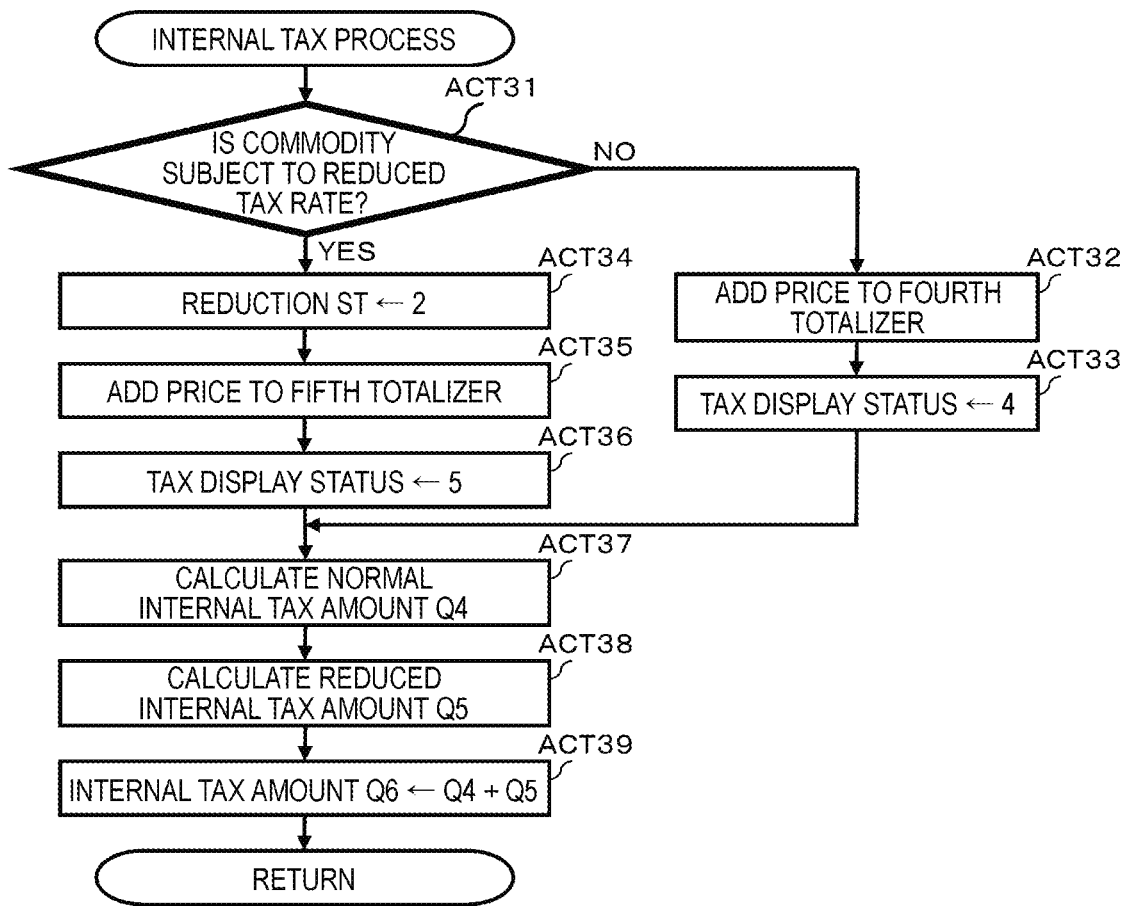 INTERNAL TAX PROCESS
ACT31
IS COMMODITY
SUBJECT TO REDUCED
TAX RATE?
NO
YES
ACT34
REDUCTION ST ← 2
ACT35
ADD PRICE TO FIFTH TOTALIZER
ACT36
TAX DISPLAY STATUS ← 5
ACT32
ADD PRICE TO FOURTH
TOTALIZER
ACT33
TAX DISPLAY STATUS ← 4
ACT37
CALCULATE NORMAL
INTERNAL TAX AMOUNT Q4
ACT38
CALCULATE REDUCED
INTERNAL TAX AMOUNT Q5
ACT39
INTERNAL TAX AMOUNT Q6 ← Q4 + Q5
RETURN